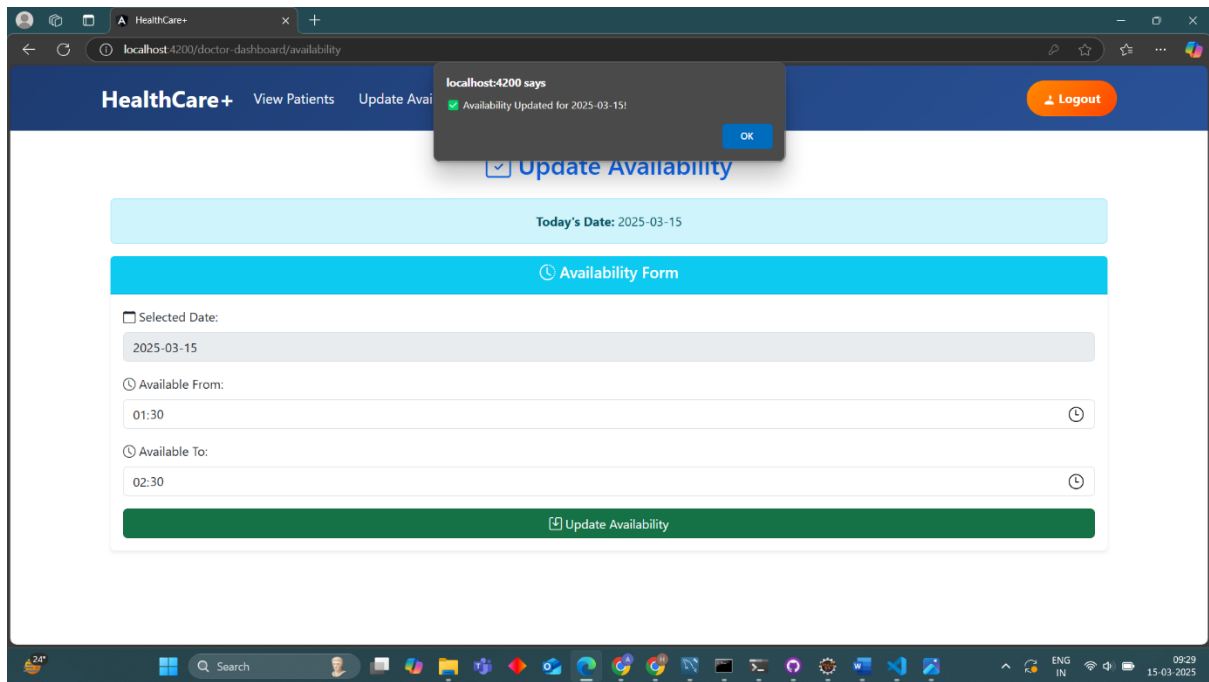 HealthCare+
localhost:4200/doctor-dashboard/availability
HealthCare+ View Patients Update Avai
Logout
localhost:4200 says
Availability Updated for 2025-03-15!
OK
Update Availability
Today's Date: 2025-03-15
Availability Form
Selected Date:
2025-03-15
Available From:
01:30
Available To:
02:30
Update Availability
24°
Search
ENG
IN
09:29
15-03-2025